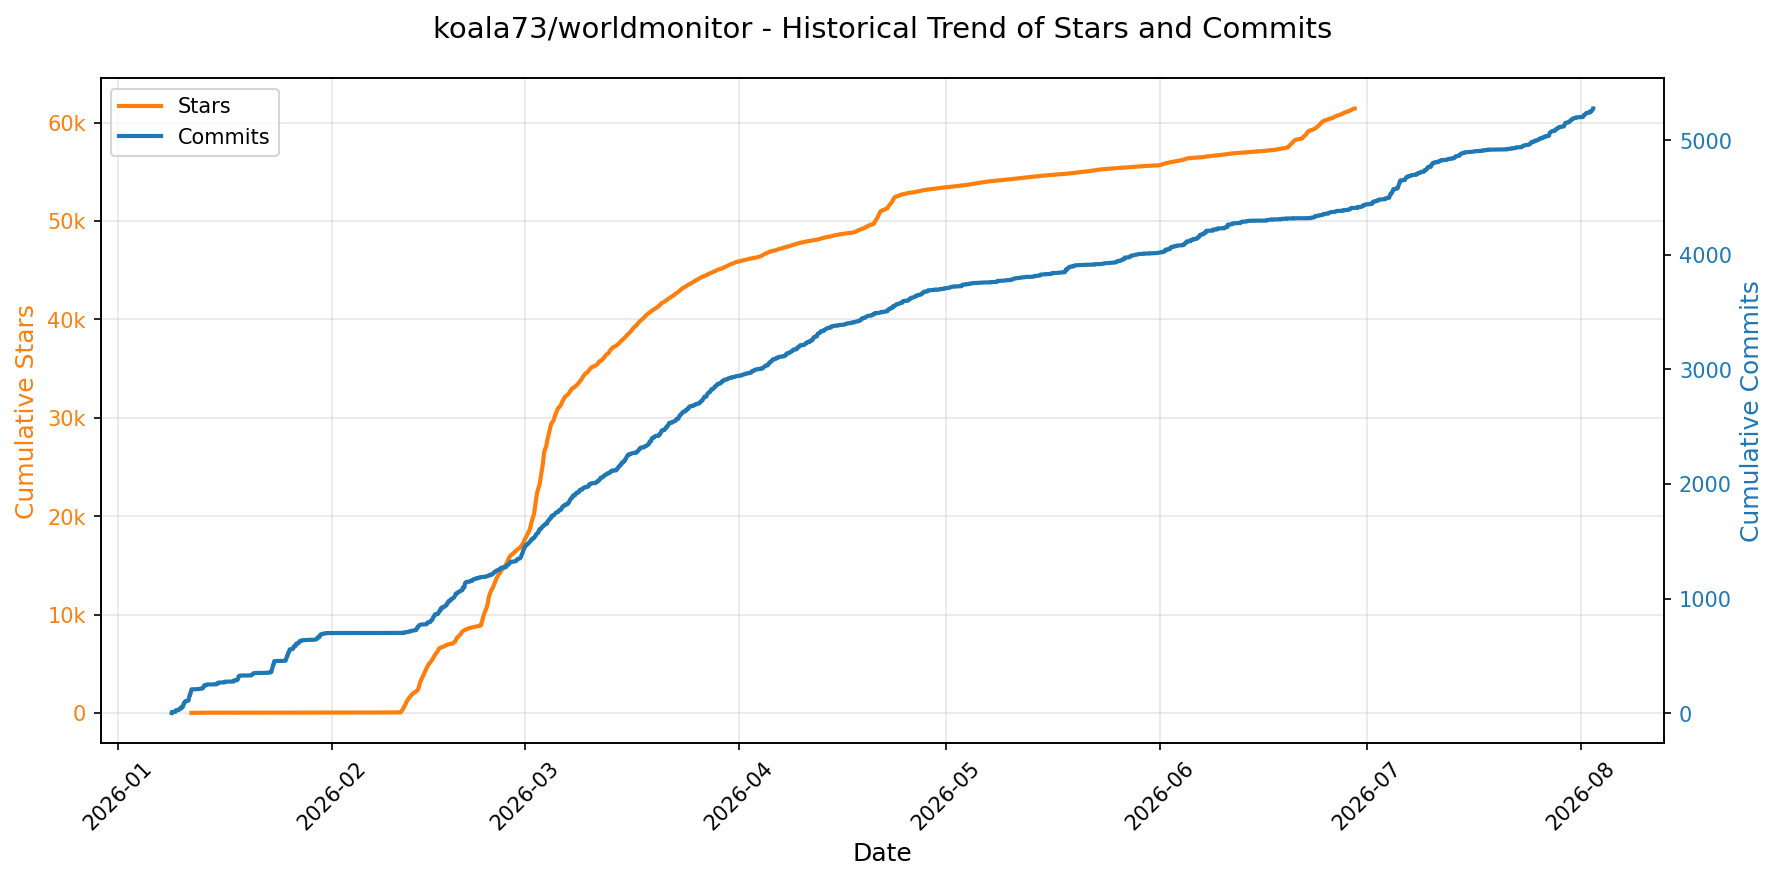 koala73/worldmonitor - Historical Trend of Stars and Commits
Stars
Commits
60k
50k
40k
30k
20k
10k
0
Cumulative Stars
5000
4000
3000
2000
1000
0
Cumulative Commits
2026-01
2026-02
2026-03
2026-04
2026-05
2026-06
2026-07
2026-08
Date